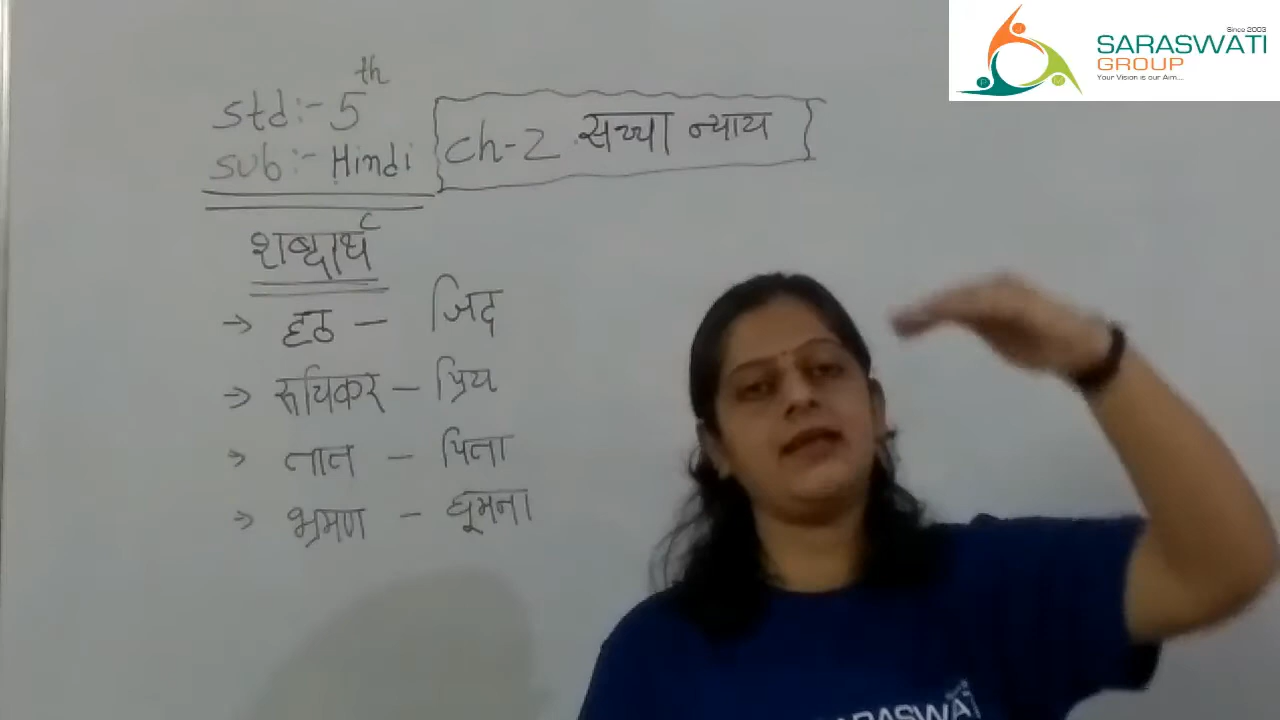 std:- 5th
sub:- Hindi
ch-2 सच्चा न्याय
शब्दार्थ
→ हठ – जिद
→ रूचिकर – प्रिय
→ तात – पिता
→ भ्रमण – घूमना
Since 2003
SARASWATI
GROUP
Your Vision is our Aim...
SARASWATI